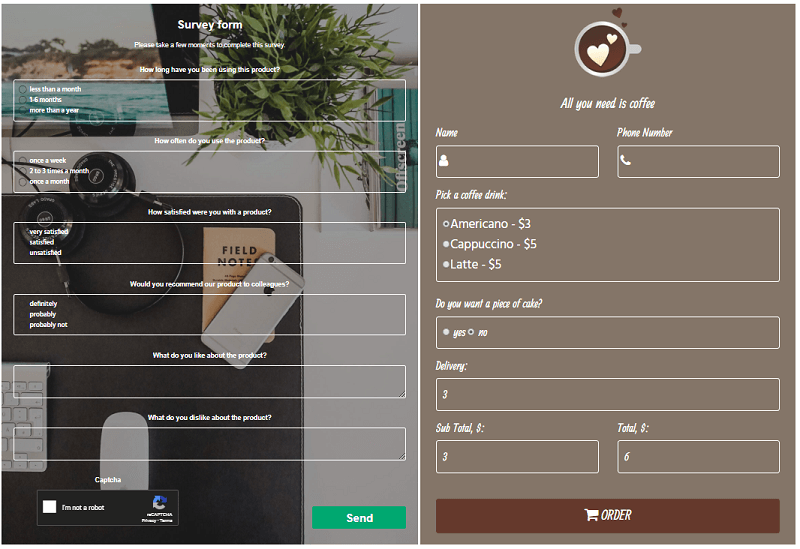 Survey form
Please take a few moments to complete this survey.
How long have you been using this product?
less than a month
1-6 months
more than a year
How often do you use the product?
once a week
2 to 3 times a month
once a month
How satisfied were you with a product?
very satisfied
satisfied
unsatisfied
Would you recommend our product to colleagues?
definitely
probably
probably not
What do you like about the product?
What do you dislike about the product?
Captcha
I'm not a robot
reCAPTCHA
Privacy - Terms
Send
Offscreen
FIELD
NOTES
All you need is coffee
Name
Phone Number
Pick a coffee drink:
Americano - $3
Cappuccino - $5
Latte - $5
Do you want a piece of cake?
yes no
Delivery:
3
Sub Total, $:
Total, $:
3
6
ORDER